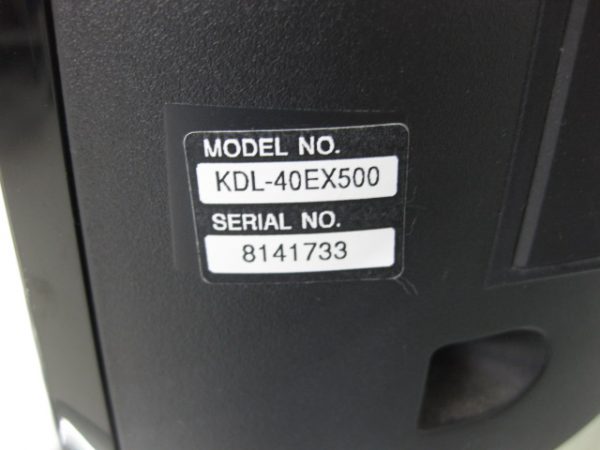 MODEL NO.
KDL-40EX500
SERIAL NO.
8141733